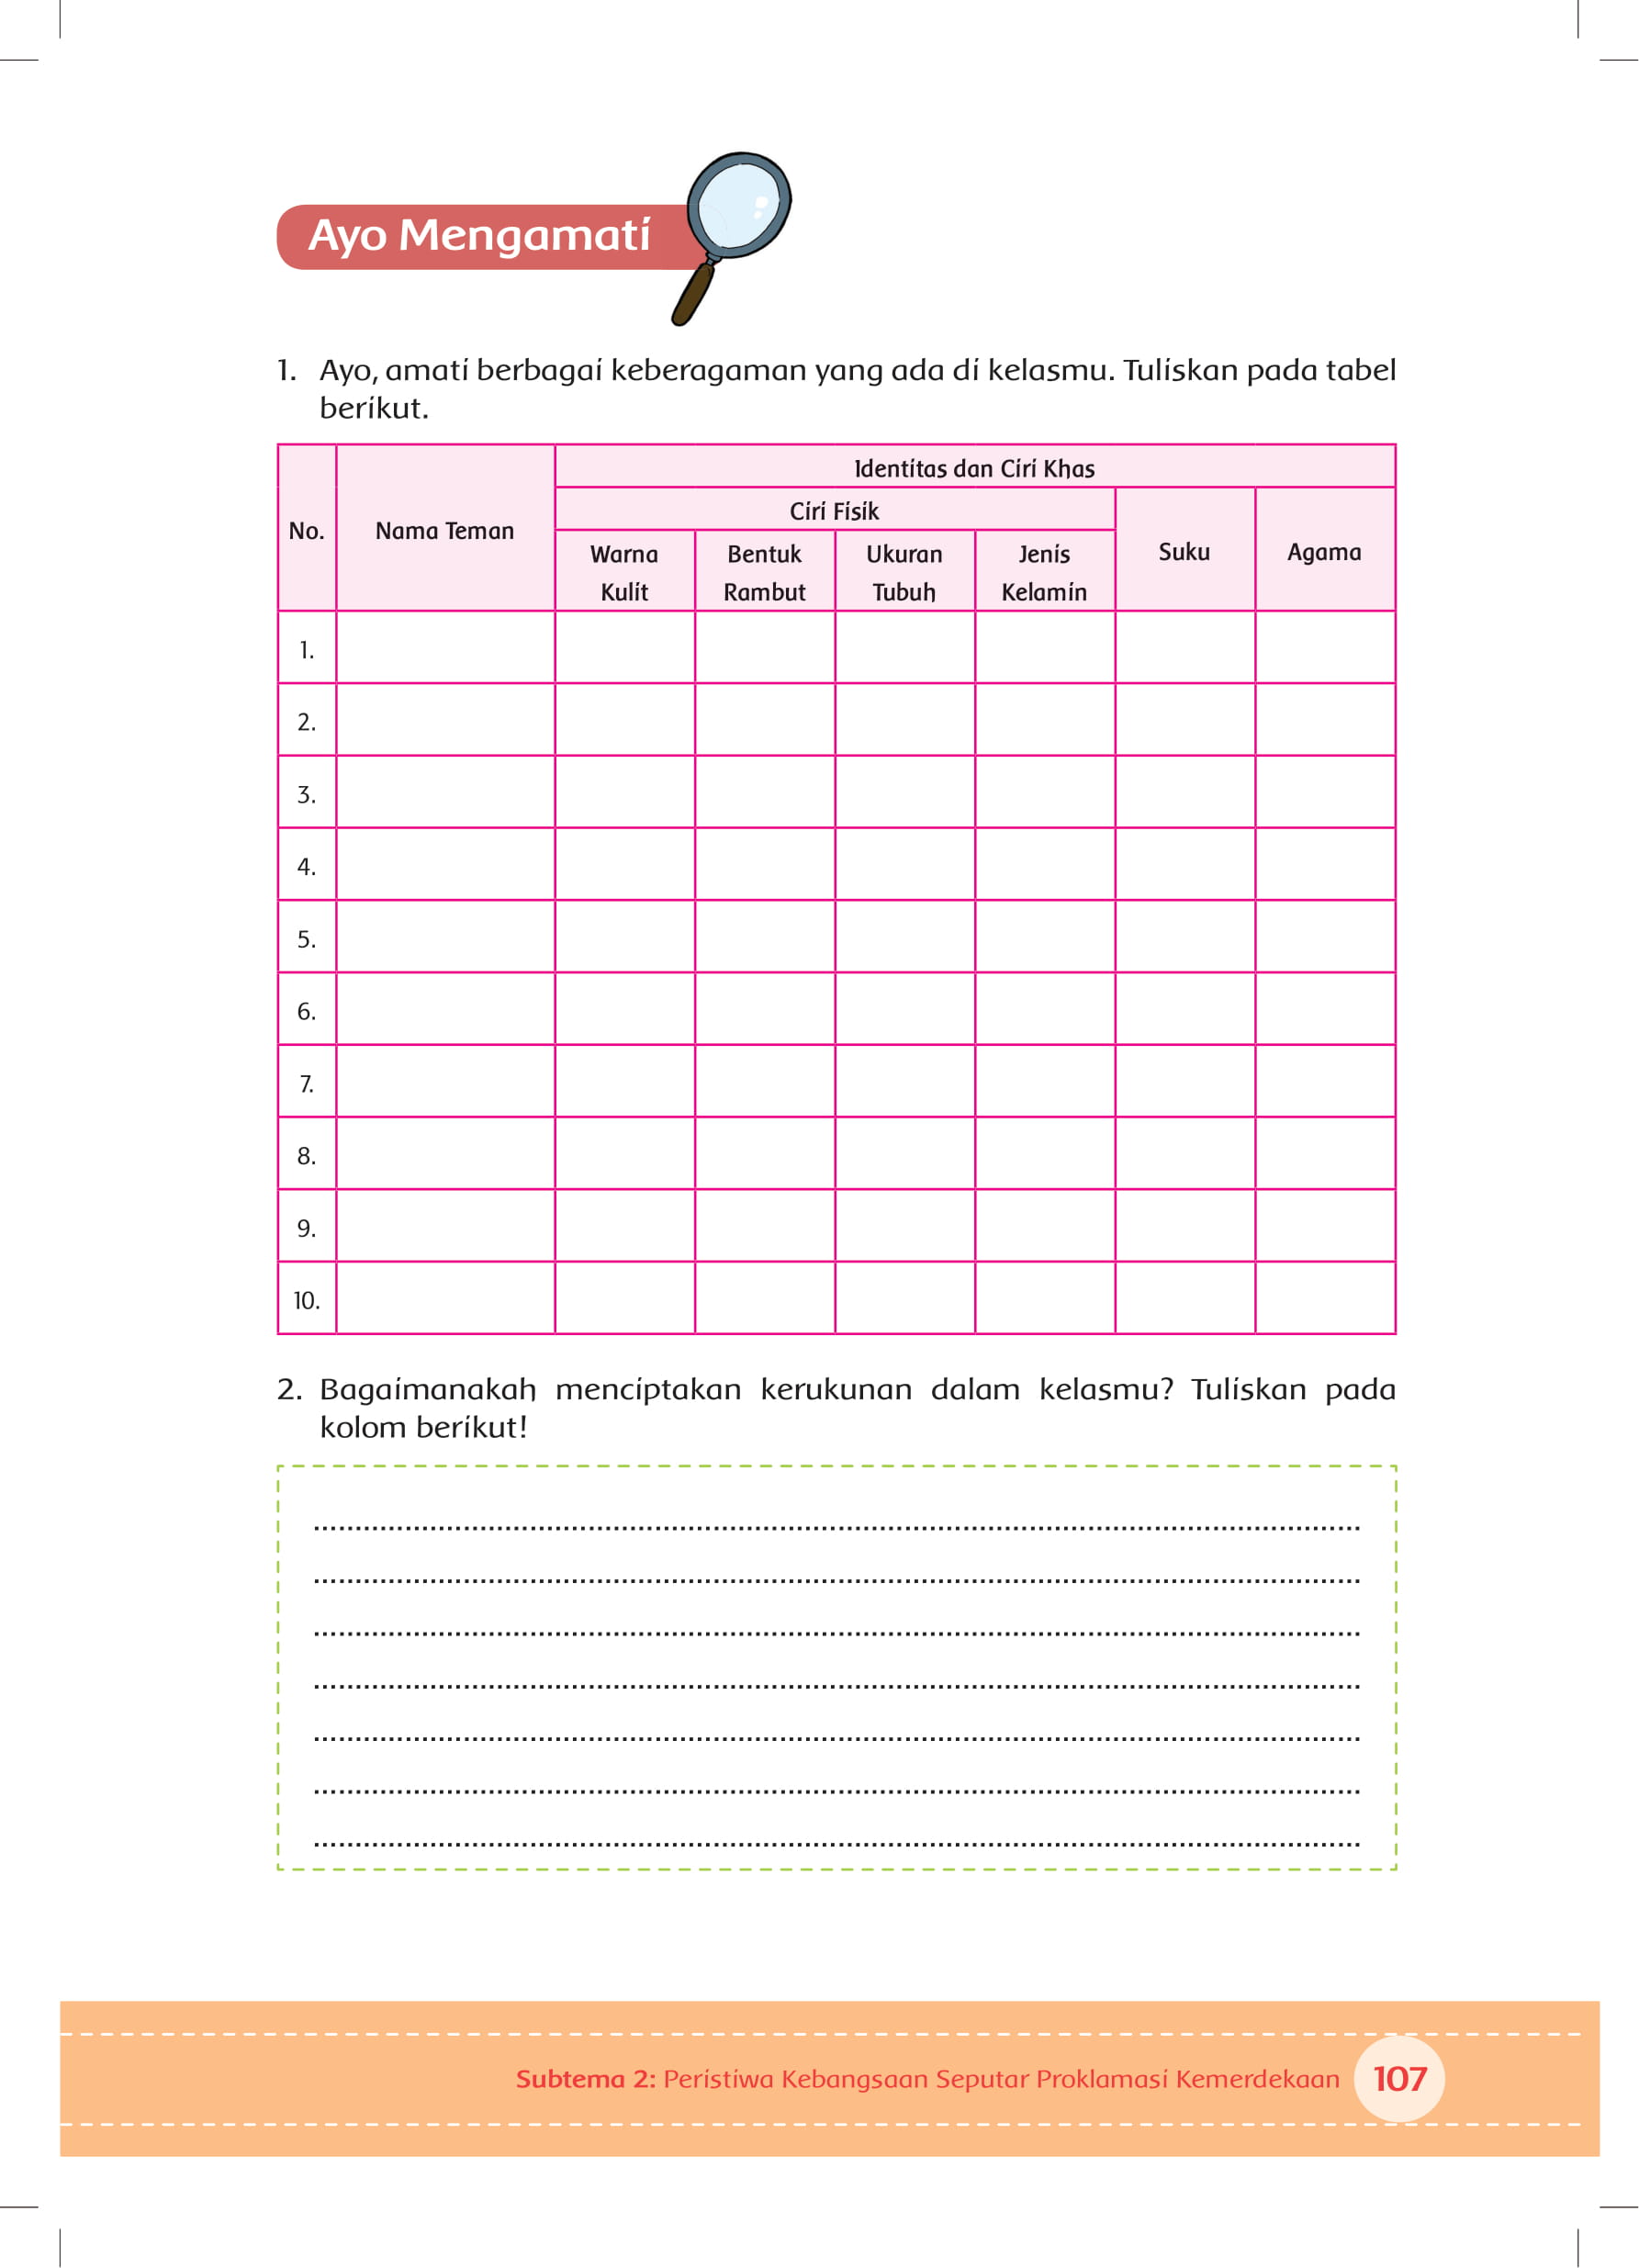 Ayo Mengamati
1. Ayo, amati berbagai keberagaman yang ada di kelasmu. Tuliskan pada tabel
berikut.
Identitas dan Ciri Khas
Ciri Fisik
No. Nama Teman Suku Agama
Warna Bentuk Ukuran Jenis
Kulit Rambut Tubuh Kelamin
1.
2.
3.
4.
5.
6.
7.
8.
9.
10.
2. Bagaimanakah menciptakan kerukunan dalam kelasmu? Tuliskan pada
kolom berikut!
Subtema 2: Peristiwa Kebangsaan Seputar Proklamasi Kemerdekaan 107